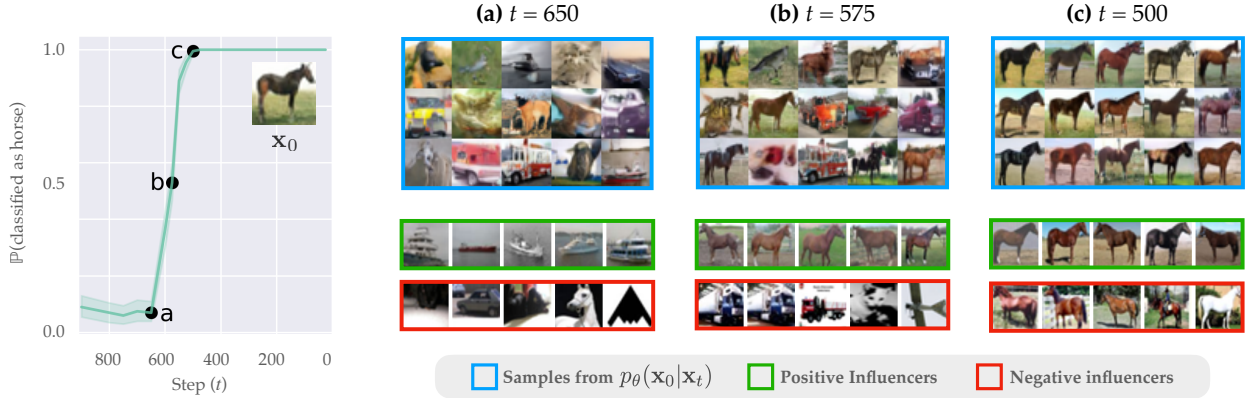 (a) t = 650
(b) t = 575
(c) t = 500
1.0
0.5
0.0
ℙ(classified as horse)
c
b
a
x₀
800
600
400
200
0
Step (t)
Samples from pθ(x₀|xₜ)
Positive Influencers
Negative influencers